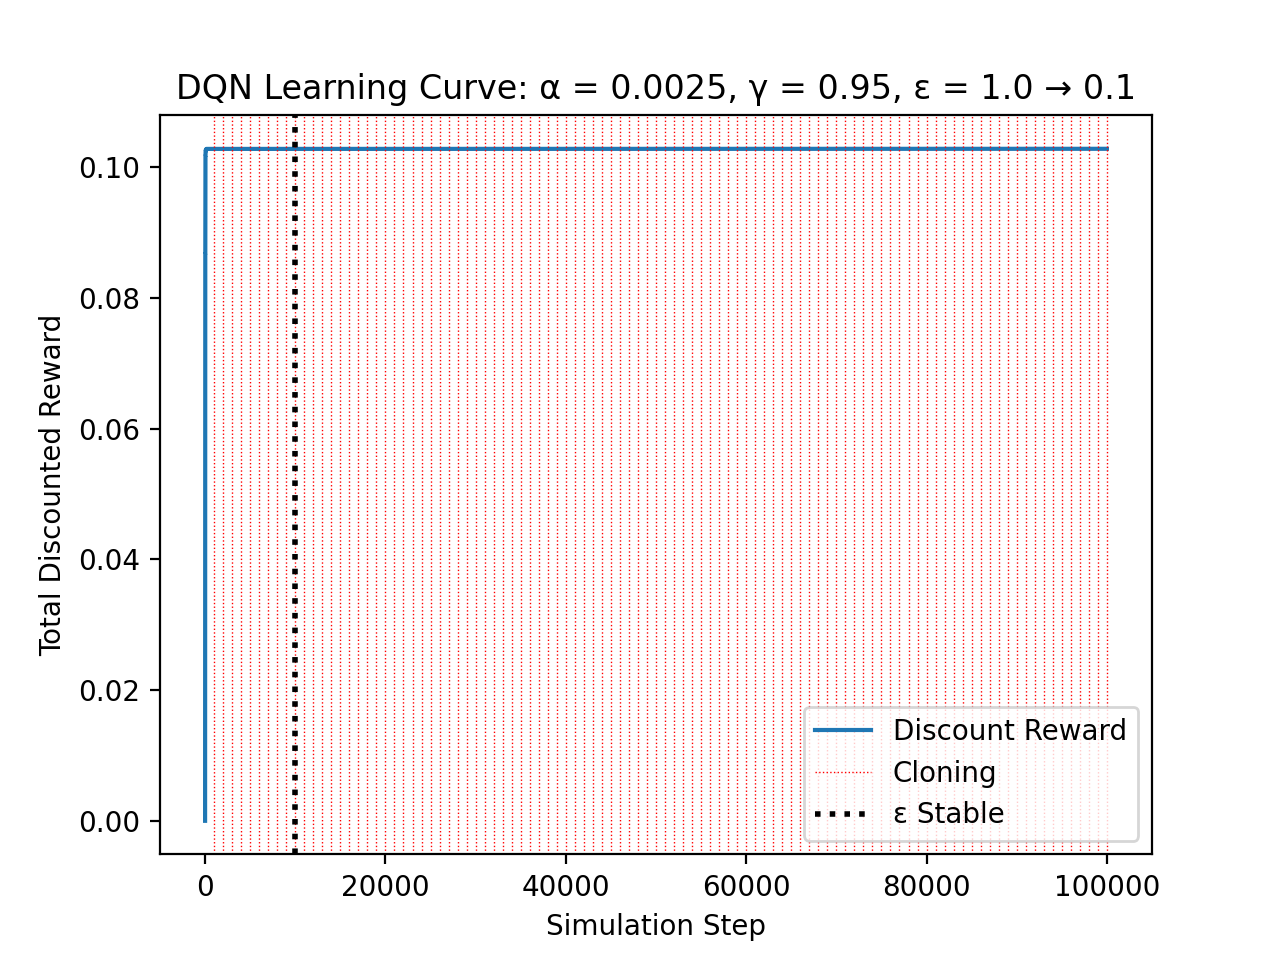 DQN Learning Curve: α = 0.0025, γ = 0.95, ε = 1.0 → 0.1
Total Discounted Reward
0.10
0.08
0.06
0.04
0.02
0.00
Discount Reward
Cloning
ε Stable
0 20000 40000 60000 80000 100000
Simulation Step